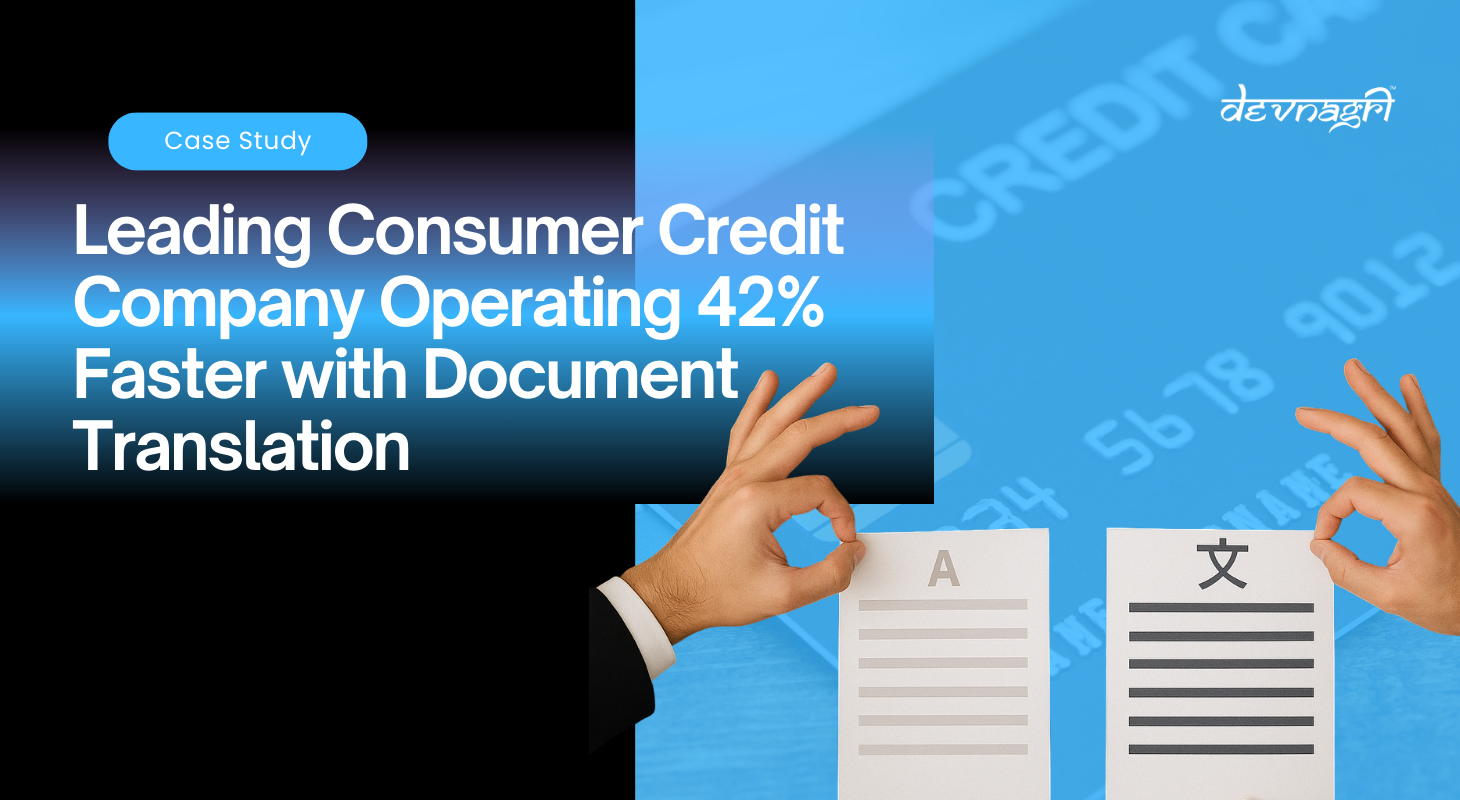 Case Study
Leading Consumer Credit
Company Operating 42%
Faster with Document
Translation
devnagri
CREDIT CA
9012
5678
34
NAME
A
文